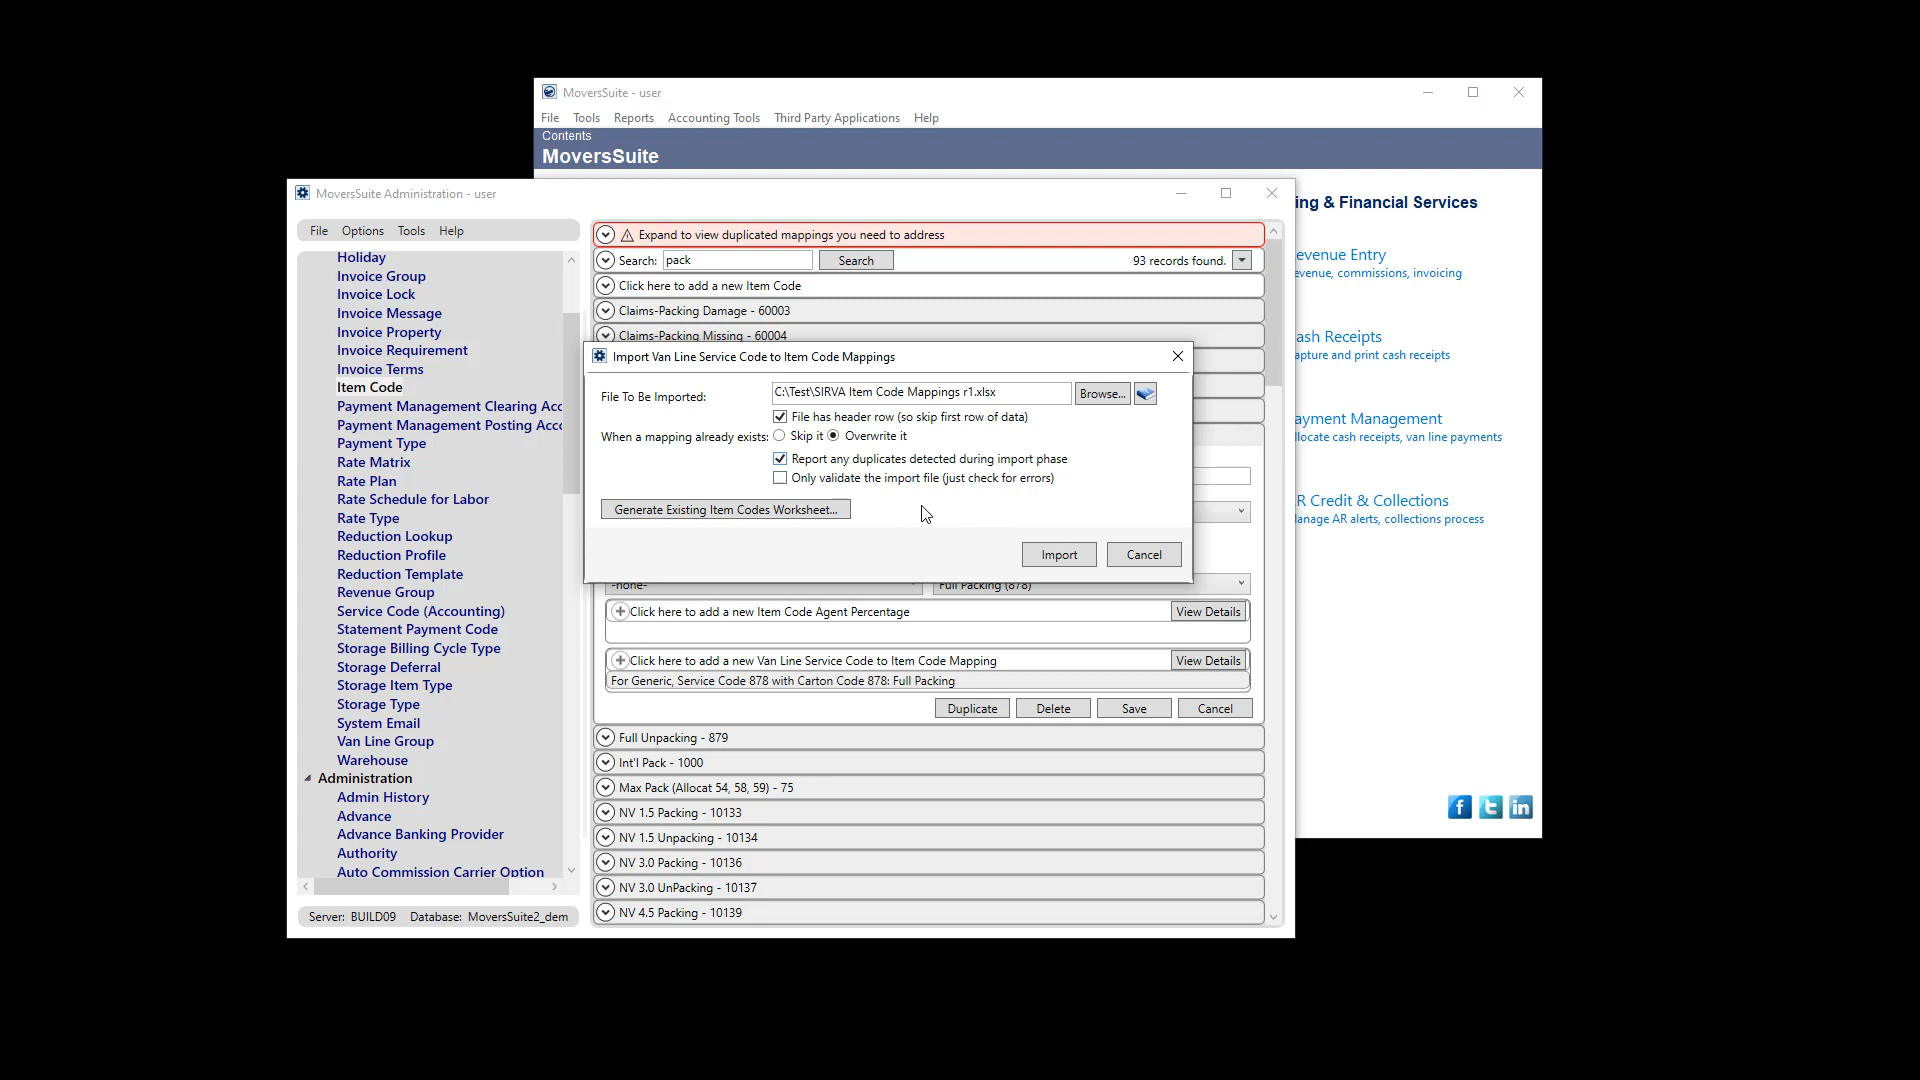 MoversSuite - user
File Tools Reports Accounting Tools Third Party Applications Help
Contents
MoversSuite
MoversSuite Administration - user
File Options Tools Help
Holiday
Invoice Group
Invoice Lock
Invoice Message
Invoice Property
Invoice Requirement
Invoice Terms
Item Code
Payment Management Clearing Acc
Payment Management Posting Acco
Payment Type
Rate Matrix
Rate Plan
Rate Schedule for Labor
Rate Type
Reduction Lookup
Reduction Profile
Reduction Template
Revenue Group
Service Code (Accounting)
Statement Payment Code
Storage Billing Cycle Type
Storage Deferral
Storage Item Type
Storage Type
System Email
Van Line Group
Warehouse
Administration
Admin History
Advance
Advance Banking Provider
Authority
Auto Commission Carrier Option
Server: BUILD09 Database: MoversSuite2_dem
Expand to view duplicated mappings you need to address
Search: pack Search 93 records found.
Click here to add a new Item Code
Claims-Packing Damage - 60003
Claims-Packing Missing - 60004
Import Van Line Service Code to Item Code Mappings
File To Be Imported: C:\Test\SIRVA Item Code Mappings r1.xlsx Browse...
File has header row (so skip first row of data)
When a mapping already exists: Skip it Overwrite it
Report any duplicates detected during import phase
Only validate the import file (just check for errors)
Generate Existing Item Codes Worksheet...
Import Cancel
-none- Full Packing (878)
Click here to add a new Item Code Agent Percentage View Details
Click here to add a new Van Line Service Code to Item Code Mapping View Details
For Generic, Service Code 878 with Carton Code 878: Full Packing
Duplicate Delete Save Cancel
Full Unpacking - 879
Int'l Pack - 1000
Max Pack (Allocat 54, 58, 59) - 75
NV 1.5 Packing - 10133
NV 1.5 Unpacking - 10134
NV 3.0 Packing - 10136
NV 3.0 UnPacking - 10137
NV 4.5 Packing - 10139
ing & Financial Services
evenue Entry
evenue, commissions, invoicing
ash Receipts
apture and print cash receipts
ayment Management
llocate cash receipts, van line payments
R Credit & Collections
anage AR alerts, collections process
f t in